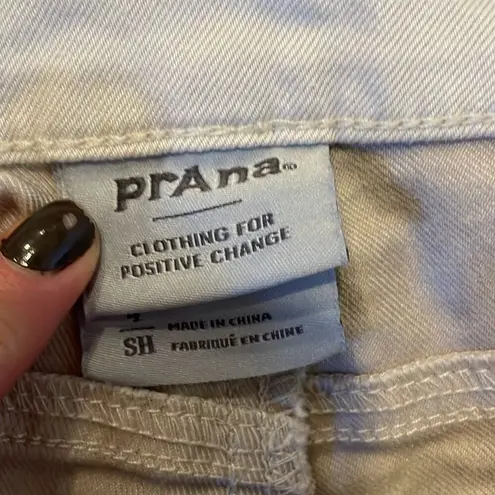 prAna
CLOTHING FOR
POSITIVE CHANGE
MADE IN CHINA
SH FABRIQUÉ EN CHINE